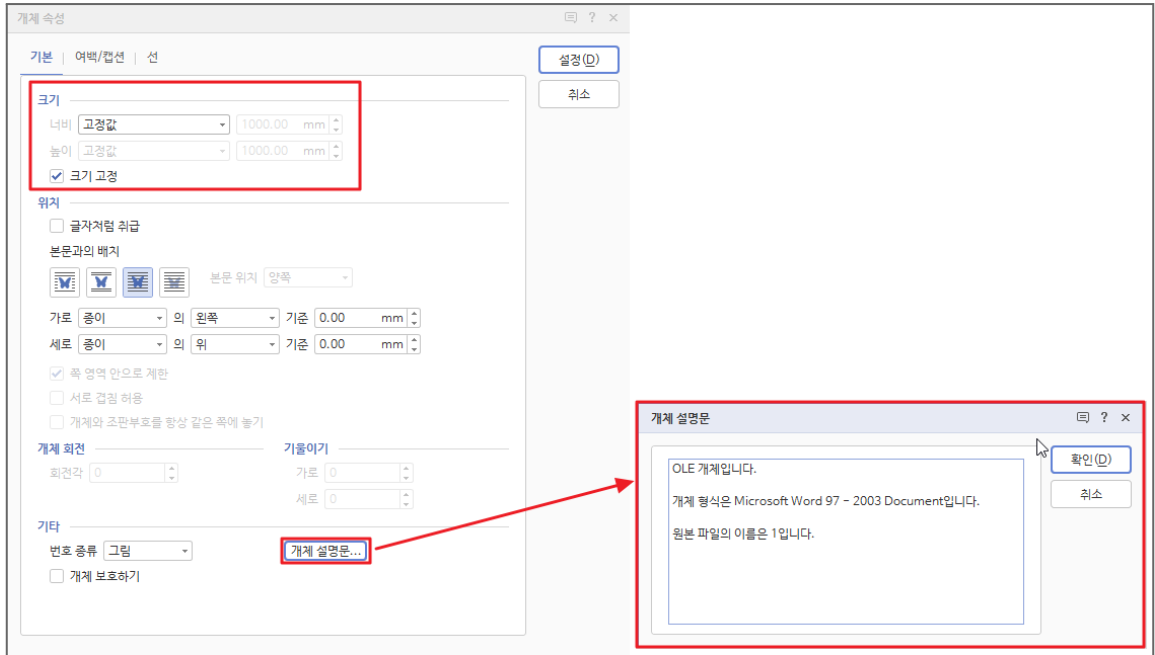 개체 속성
기본 | 여백/캡션 | 선
설정(D)
취소
크기
너비 고정값 1000.00 mm
높이 고정값 1000.00 mm
크기 고정
위치
글자처럼 취급
본문과의 배치
본문 위치 양쪽
가로 종이 의 왼쪽 기준 0.00 mm
세로 종이 의 위 기준 0.00 mm
쪽 영역 안으로 제한
서로 겹침 허용
개체와 조판부호를 항상 같은 쪽에 놓기
개체 회전 기울이기
회전각 0 가로 0
세로 0
기타
번호 종류 그림 개체 설명문...
개체 보호하기
개체 설명문
확인(D)
취소
OLE 개체입니다.
개체 형식은 Microsoft Word 97 - 2003 Document입니다.
원본 파일의 이름은 1입니다.